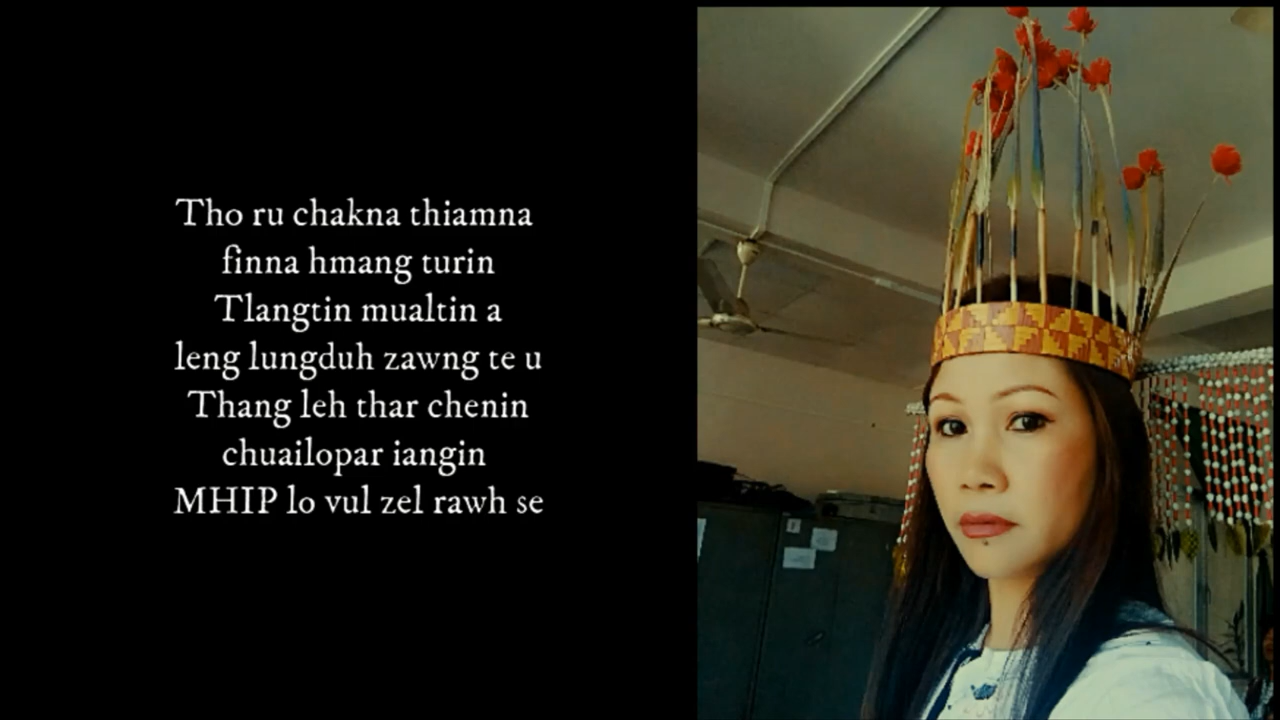 Tho ru chakna thiamna
finna hmang turin
Tlangtin mualtin a
leng lungduh zawng te u
Thang leh thar chenin
chuailopar iangin
MHIP lo vul zel rawh se